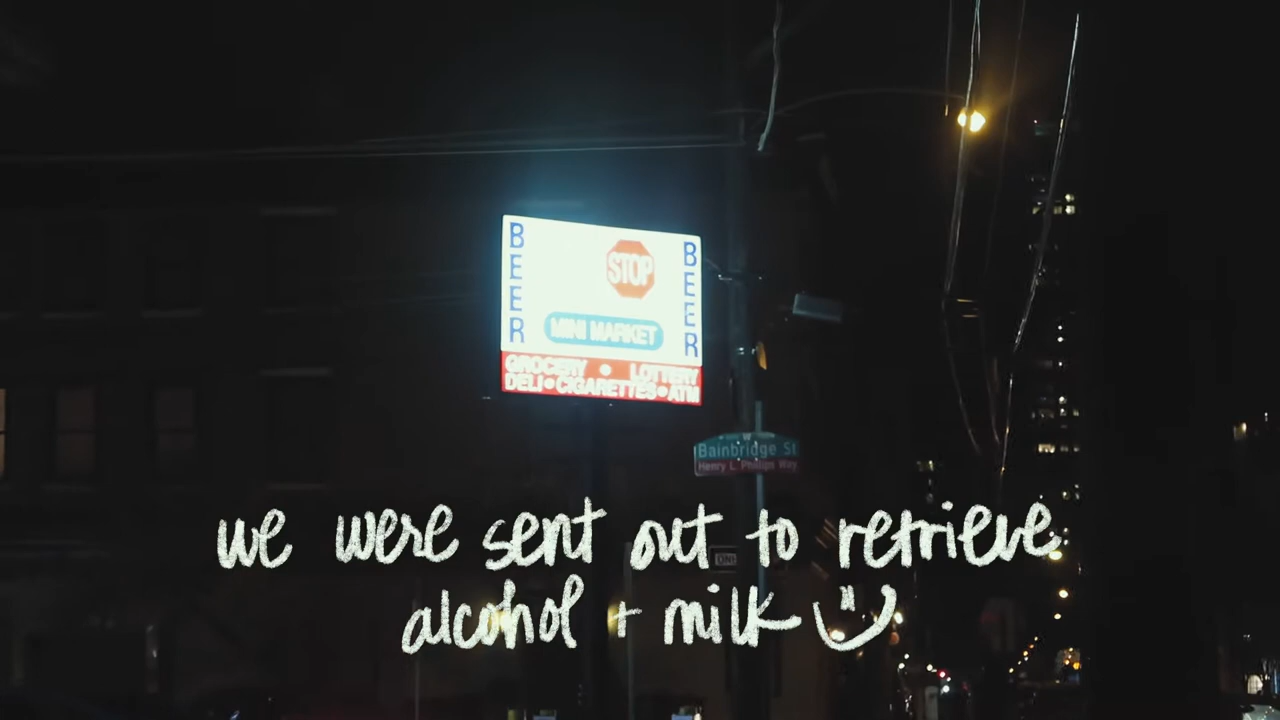 BEER
STOP
BEER
MINI MARKET
GROCERY • LOTTERY
DELI • CIGARETTES • ATM
W
Bainbridge St
Henry L. Phillips Way
ONE
we were sent out to retrieve
alcohol + milk